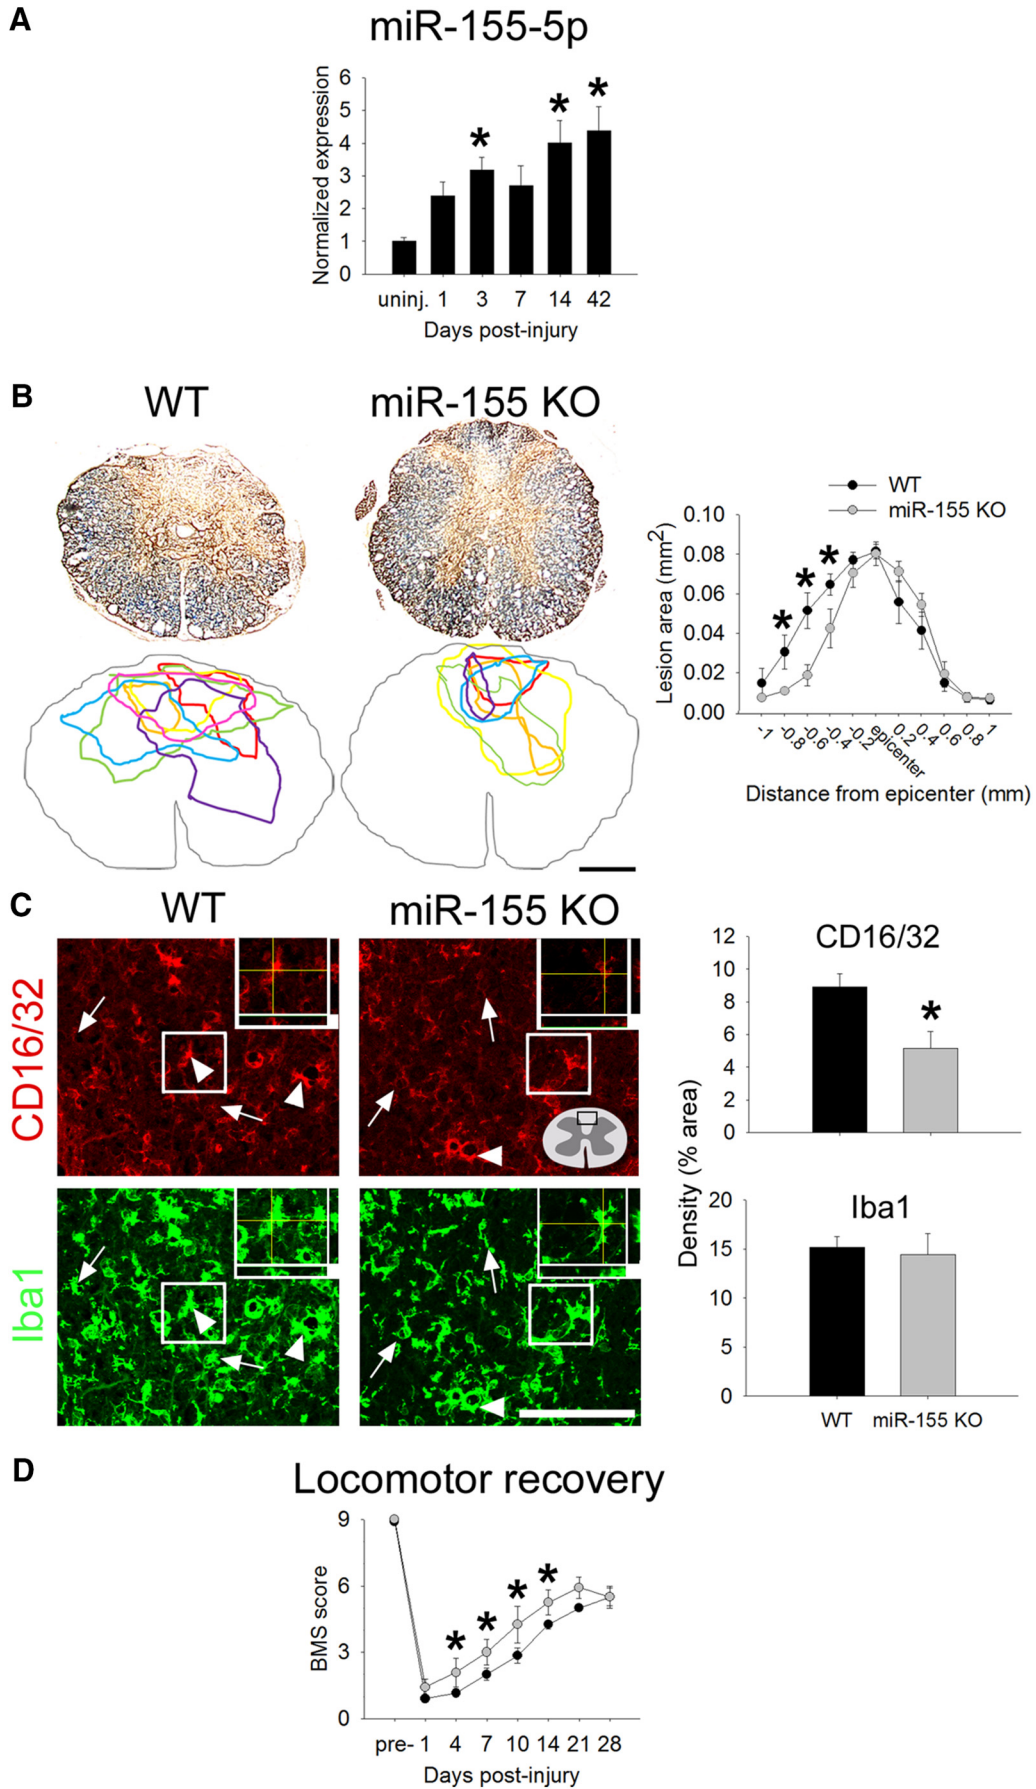 A
miR-155-5p
Normalized expression
6
5
4
3
2
1
0
*
*
*
uninj. 1 3 7 14 42
Days post-injury
B
WT
miR-155 KO
WT
miR-155 KO
Lesion area (mm2)
0.10
0.08
0.06
0.04
0.02
0.00
*
*
*
-1 -0.8 -0.6 -0.4 -0.2 epicenter 0.2 0.4 0.6 0.8 1
Distance from epicenter (mm)
C
WT
miR-155 KO
CD16/32
Iba1
Density (% area)
CD16/32
12
10
8
6
4
2
0
*
Iba1
20
15
10
5
0
WT miR-155 KO
D
Locomotor recovery
BMS score
9
6
3
0
*
*
*
*
pre- 1 4 7 10 14 21 28
Days post-injury